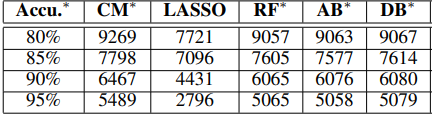 Accu.* CM* LASSO RF* AB* DB*
80% 9269 7721 9057 9063 9067
85% 7798 7096 7605 7577 7614
90% 6467 4431 6065 6076 6080
95% 5489 2796 5065 5058 5079